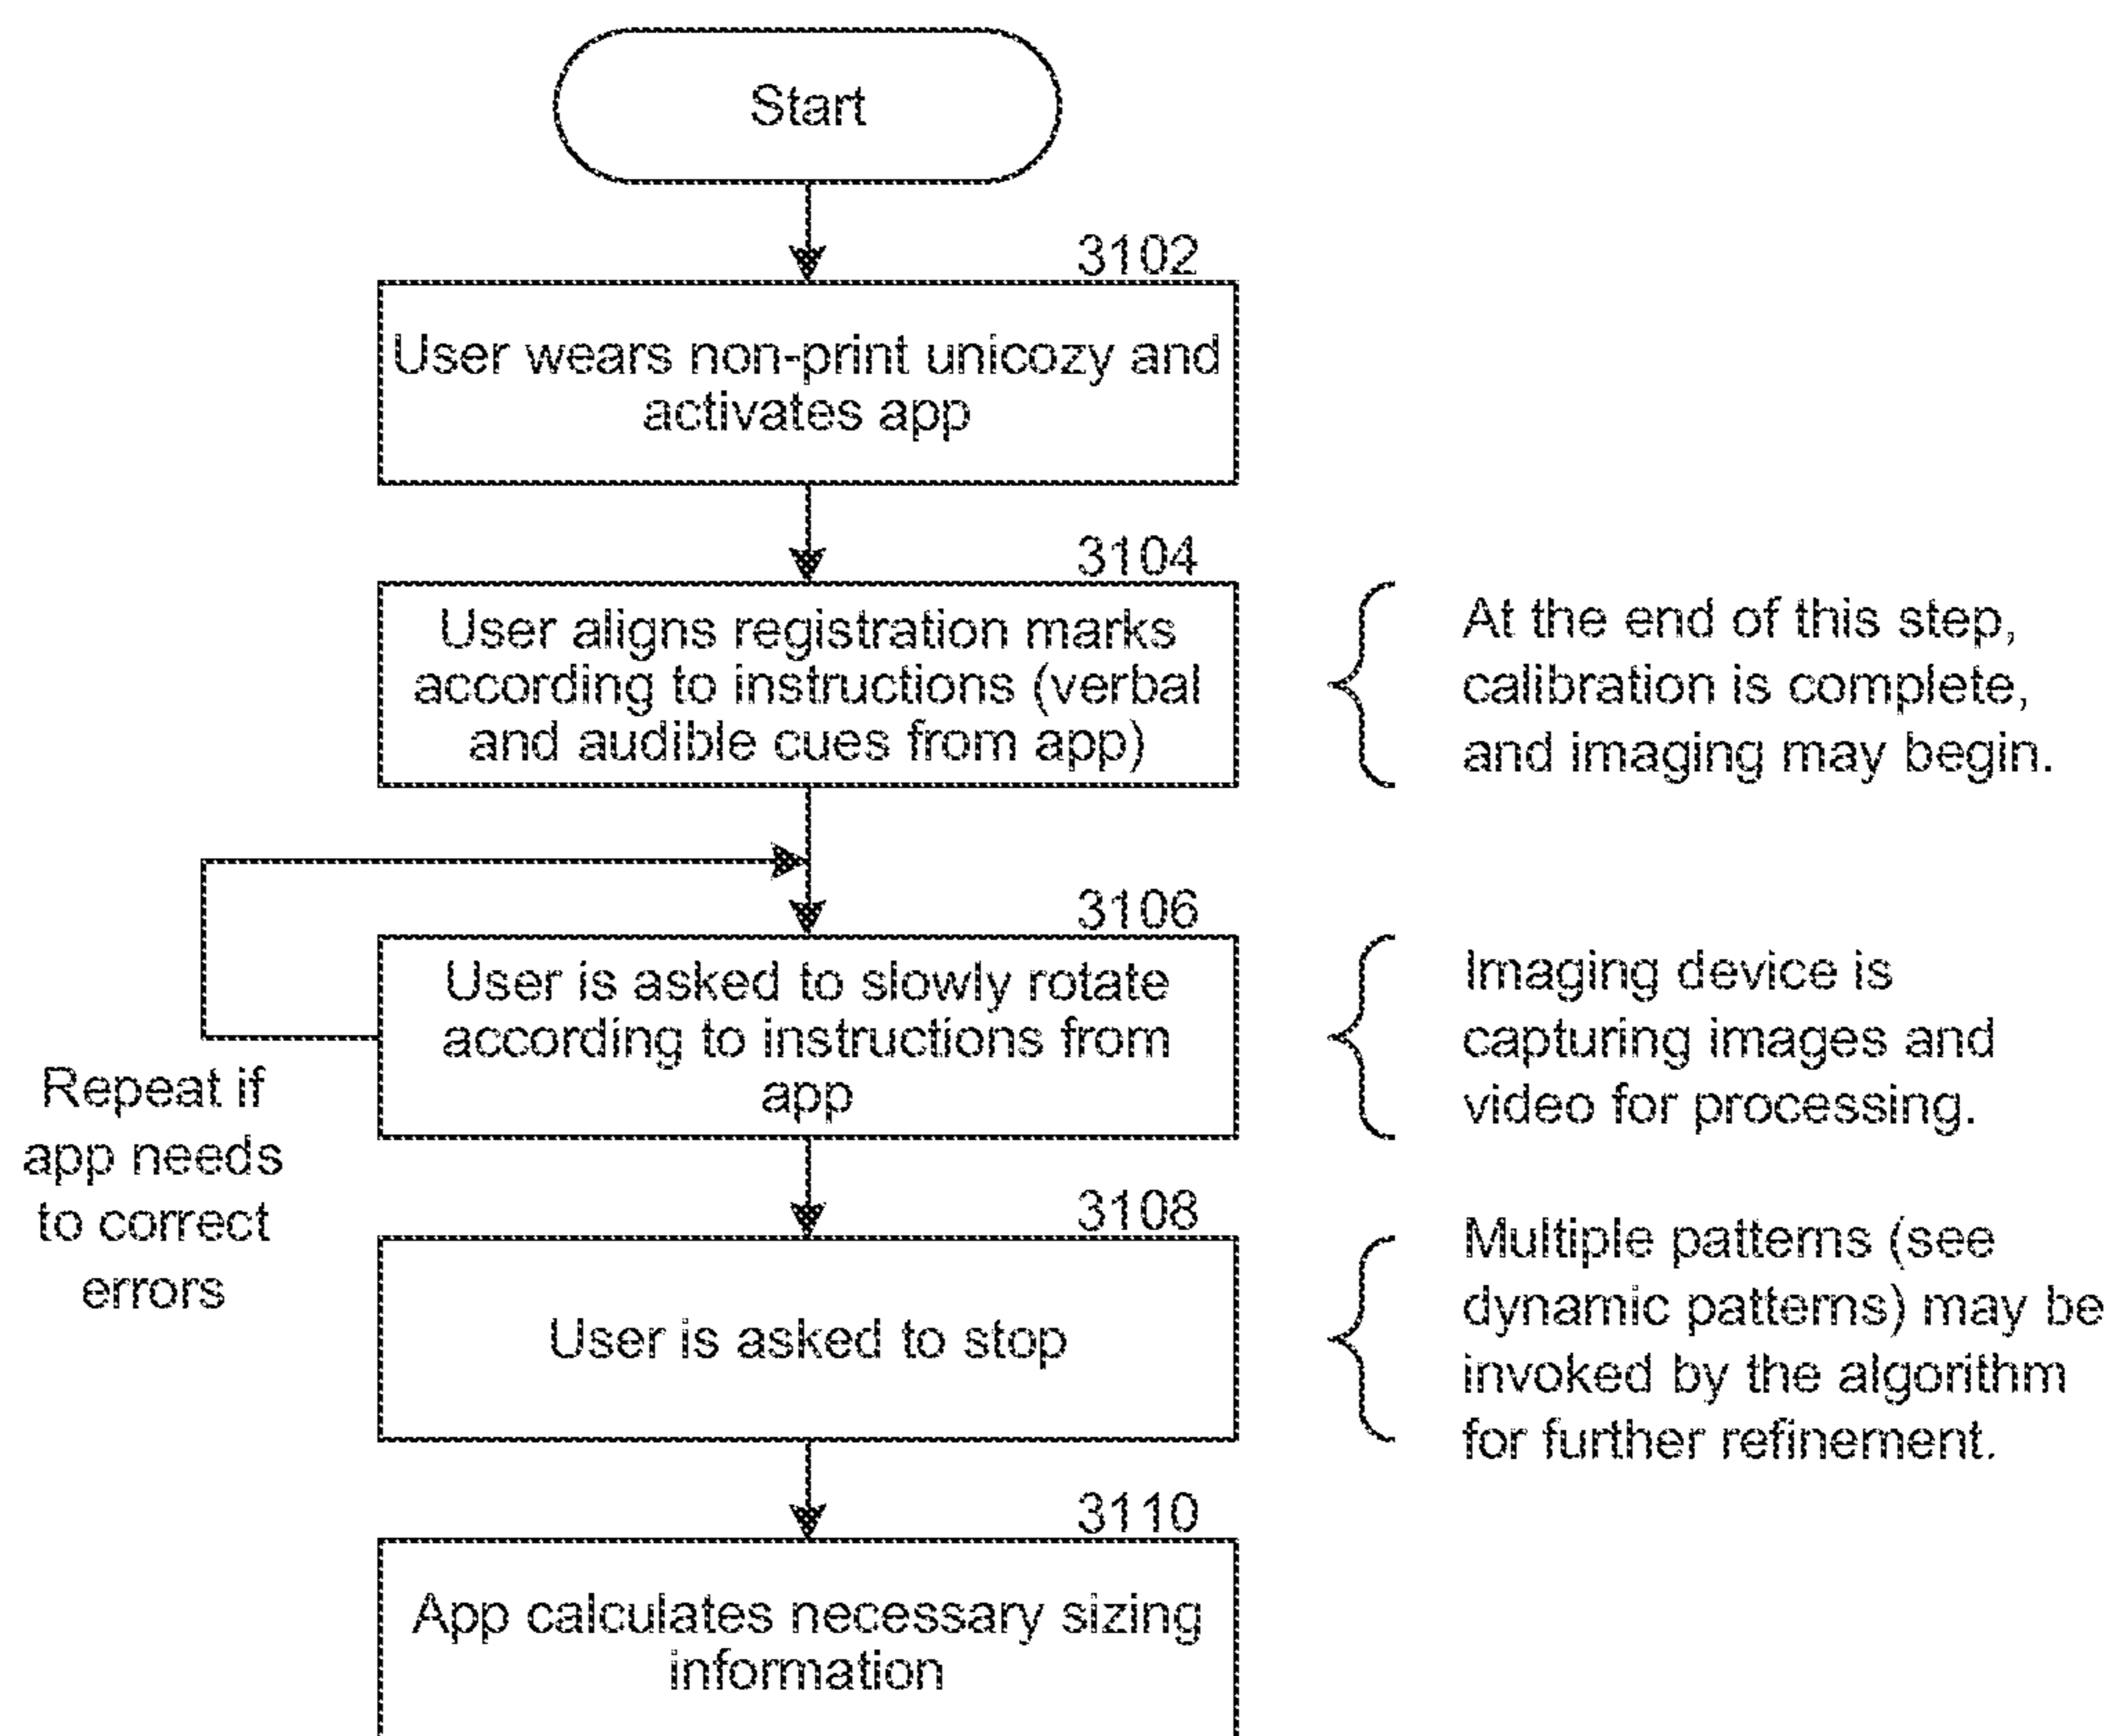 Start
3102
User wears non-print unicozy and
activates app
3104
User aligns registration marks
according to instructions (verbal
and audible cues from app)
At the end of this step,
calibration is complete,
and imaging may begin.
3106
User is asked to slowly rotate
according to instructions from
app
Imaging device is
capturing images and
video for processing.
Repeat if
app needs
to correct
errors
3108
User is asked to stop
Multiple patterns (see
dynamic patterns) may be
invoked by the algorithm
for further refinement.
3110
App calculates necessary sizing
information